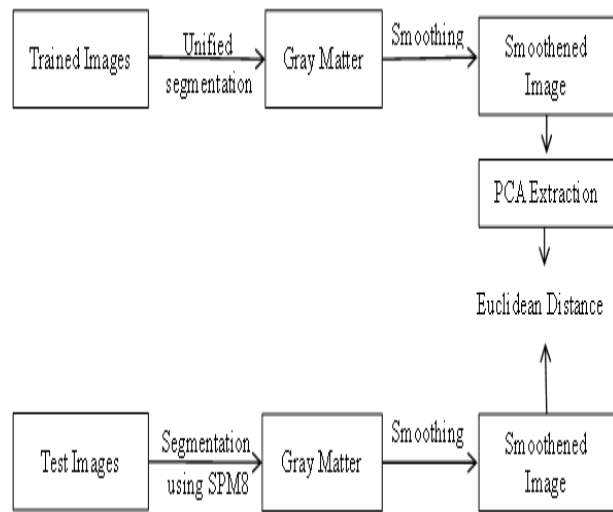 Trained Images
Unified
segmentation
Gray Matter
Smoothing
Smoothened
Image
PCA Extraction
Euclidean Distance
Test Images
Segmentation
using SPM8
Gray Matter
Smoothing
Smoothened
Image